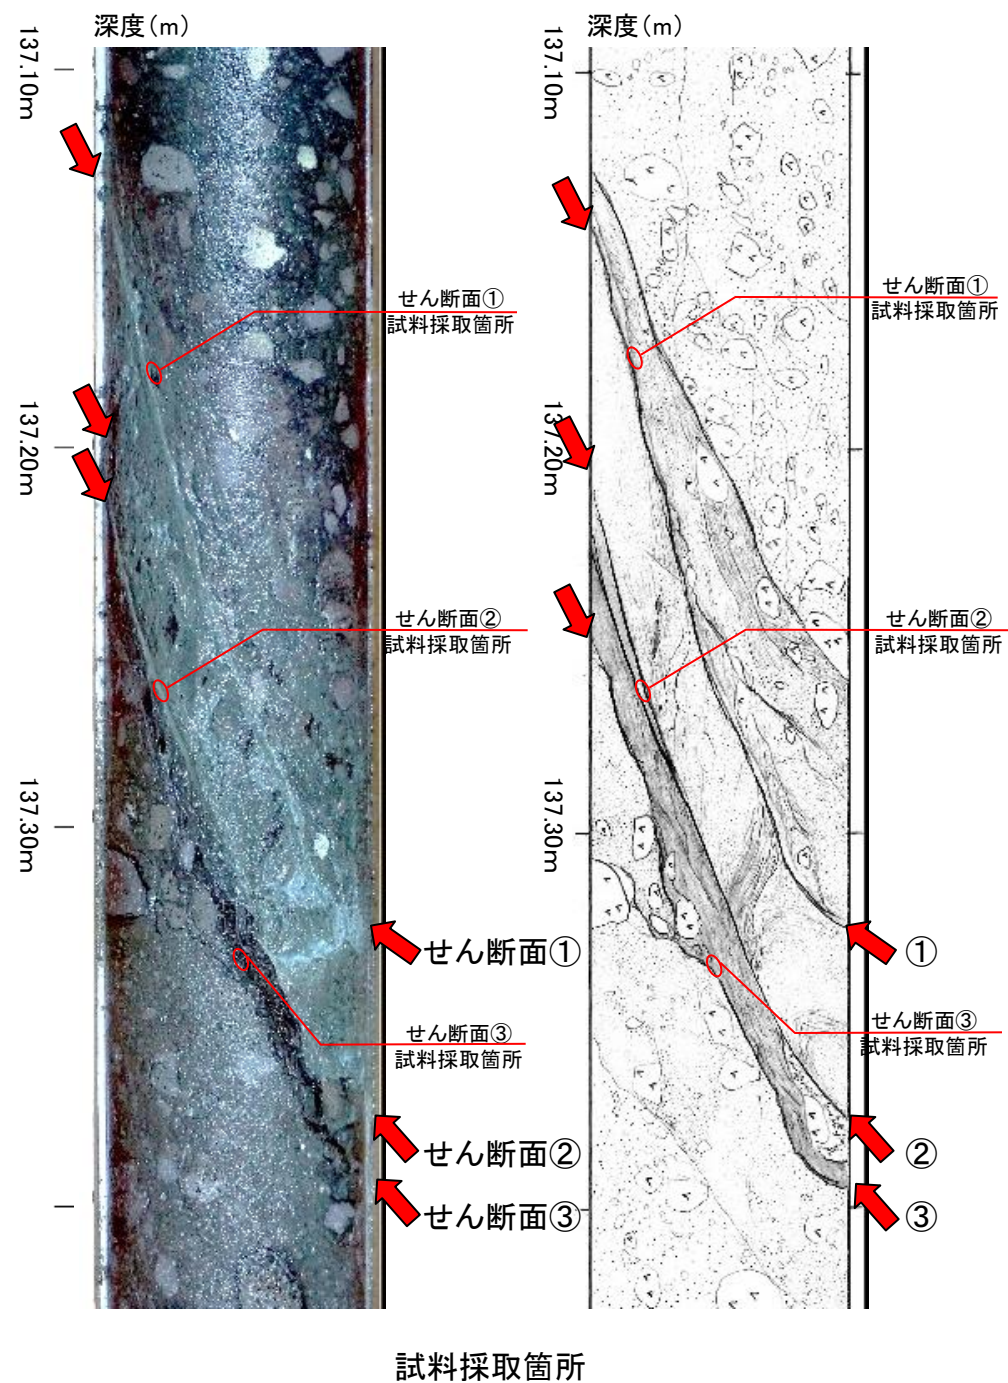 深度(m)
137.10m
せん断面①
試料採取箇所
137.20m
せん断面②
試料採取箇所
137.30m
せん断面①
せん断面③
試料採取箇所
せん断面②
せん断面③
深度(m)
137.10m
せん断面①
試料採取箇所
137.20m
せん断面②
試料採取箇所
137.30m
①
せん断面③
試料採取箇所
②
③
試料採取箇所